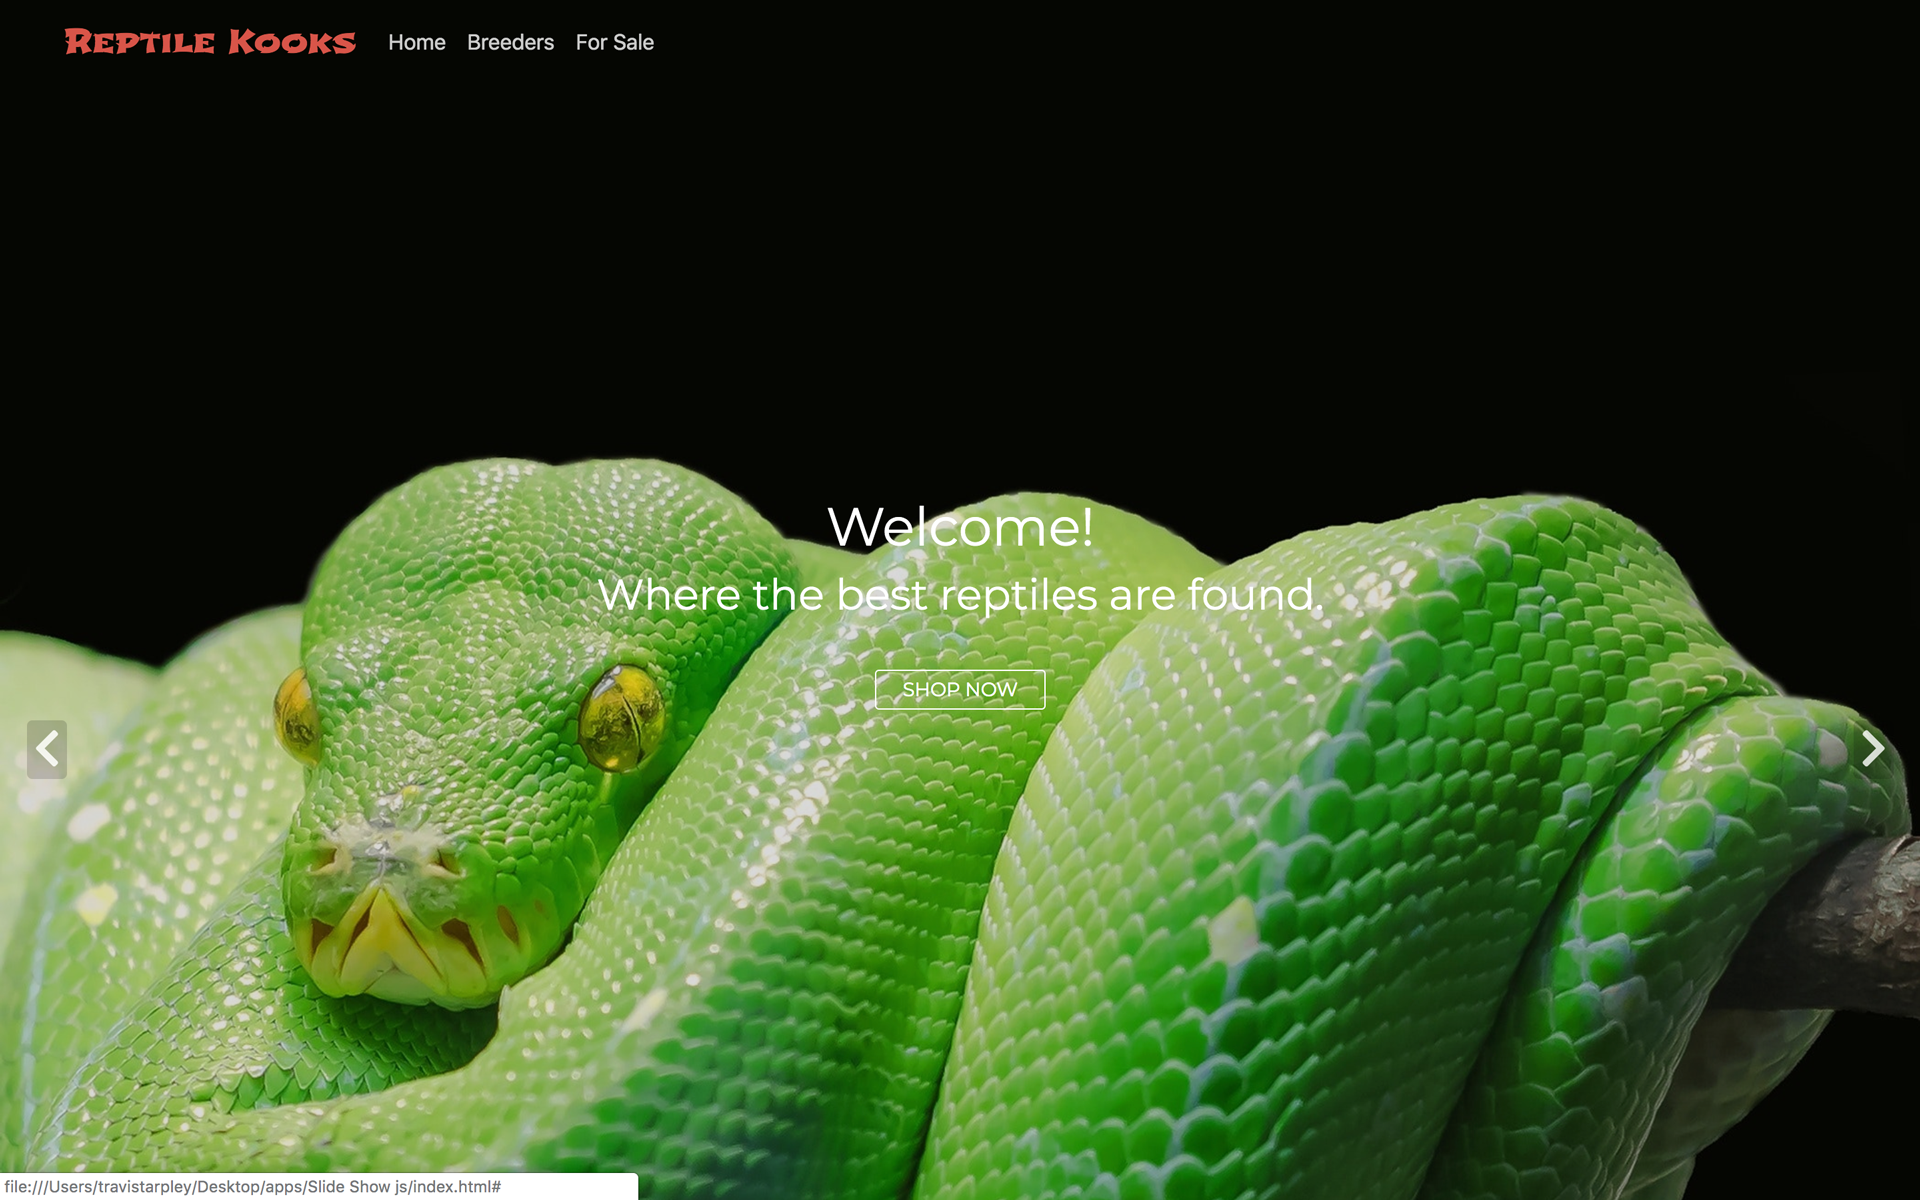 Reptile Kooks Home Breeders For Sale
Welcome!
Where the best reptiles are found.
SHOP NOW
file:///Users/travistarpley/Desktop/apps/Slide Show js/index.html#